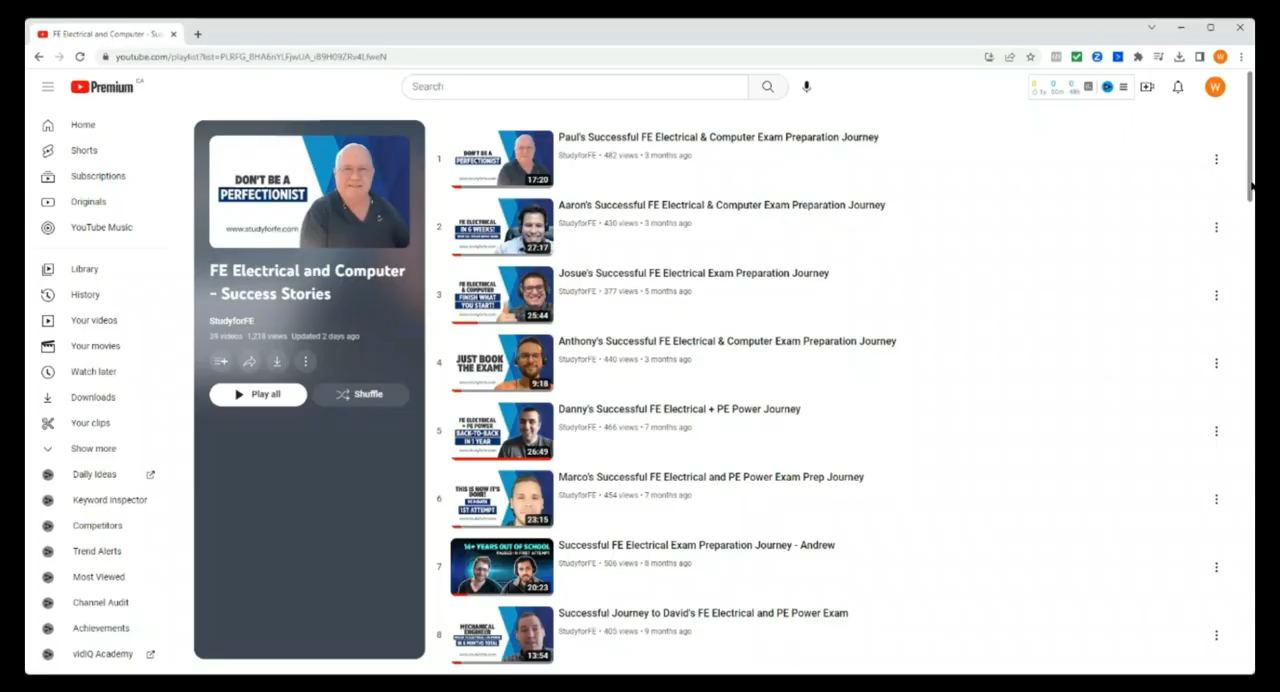 FE Electrical and Computer - Suc
youtube.com/playlist?list=PLRFG_8HA6nYLFjwUA_i89H09ZRv4LfweN
Premium CA
Search
W
Home
Shorts
Subscriptions
Originals
YouTube Music
Library
History
Your videos
Your movies
Watch later
Downloads
Your clips
Show more
Daily Ideas
Keyword Inspector
Competitors
Trend Alerts
Most Viewed
Channel Audit
Achievements
vidIQ Academy
DON'T BE A
PERFECTIONIST
www.studyforfe.com
FE Electrical and Computer
- Success Stories
StudyforFE
39 videos 1,218 views Updated 2 days ago
Play all
Shuffle
1
DON'T BE A
PERFECTIONIST
17:20
Paul's Successful FE Electrical & Computer Exam Preparation Journey
StudyforFE • 482 views • 3 months ago
2
FE ELECTRICAL
IN 6 WEEKS!
27:17
Aaron's Successful FE Electrical & Computer Exam Preparation Journey
StudyforFE • 430 views • 3 months ago
3
FE ELECTRICAL
& COMPUTER
FINISH WHAT
YOU START!
25:44
Josue's Successful FE Electrical Exam Preparation Journey
StudyforFE • 377 views • 5 months ago
4
JUST BOOK
THE EXAM!
9:18
Anthony's Successful FE Electrical & Computer Exam Preparation Journey
StudyforFE • 440 views • 3 months ago
5
FE ELECTRICAL
+ PE POWER
BACK-TO-BACK
IN 1 YEAR
26:49
Danny's Successful FE Electrical + PE Power Journey
StudyforFE • 466 views • 7 months ago
6
THIS IS HOW IT'S
DONE!
1ST ATTEMPT
23:15
Marco's Successful FE Electrical and PE Power Exam Prep Journey
StudyforFE • 454 views • 7 months ago
7
14+ YEARS OUT OF SCHOOL
20:23
Successful FE Electrical Exam Preparation Journey - Andrew
StudyforFE • 506 views • 8 months ago
8
MECHANICAL
ENGINEER
13:54
Successful Journey to David's FE Electrical and PE Power Exam
StudyforFE • 405 views • 9 months ago